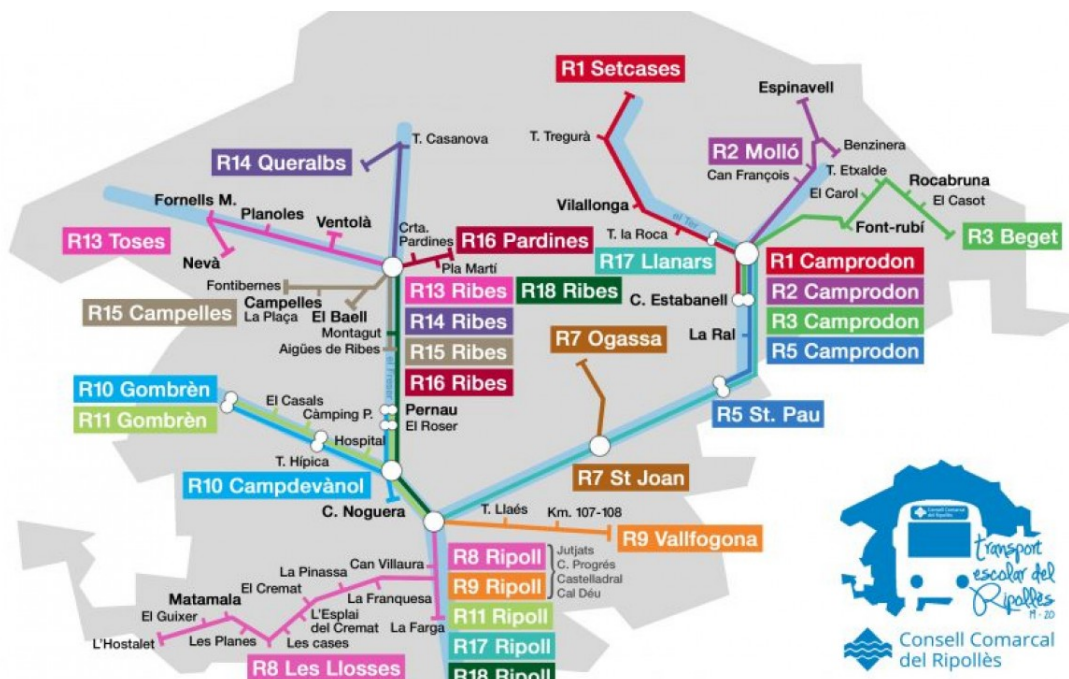 R1 Setcases
Espinavell
T. Casanova
T. Tregurà
Benzinera
R14 Queralbs
R2 Molló
Can François
T. Etxalde
Rocabruna
El Carol
El Casot
Fornells M.
Planoles
Ventolà
Vilallonga
el Ter
Font-rubí
R13 Toses
Nevà
Crta.
Pardines
R16 Pardines
Pla Martí
T. la Roca
R17 Llanars
R3 Beget
R1 Camprodon
R2 Camprodon
R3 Camprodon
R5 Camprodon
C. Estabanell
La Ral
Fontibernes
Campelles
La Plaça
El Baell
R15 Campelles
Montagut
Aigües de Ribes
R13 Ribes
R18 Ribes
R14 Ribes
R15 Ribes
R16 Ribes
el Freser
R7 Ogassa
R5 St. Pau
R10 Gombrèn
R11 Gombrèn
El Casals
Càmping P.
Hospital
T. Hípica
Pernau
El Roser
R10 Campdevànol
C. Noguera
R7 St Joan
T. Llaés
Km. 107-108
R9 Vallfogona
R8 Ripoll
R9 Ripoll
R11 Ripoll
R17 Ripoll
R18 Ripoll
Jutjats
C. Progrés
Castelladral
Cal Déu
Can Villaura
La Pinassa
El Cremat
La Franquesa
Matamala
El Guixer
L'Esplai
del Cremat
La Farga
L'Hostalet
Les Planes
Les cases
R8 Les Llosses
Consell Comarcal
del Ripollès
transport
escolar del
Ripollès
M-20
Consell Comarcal
del Ripollès